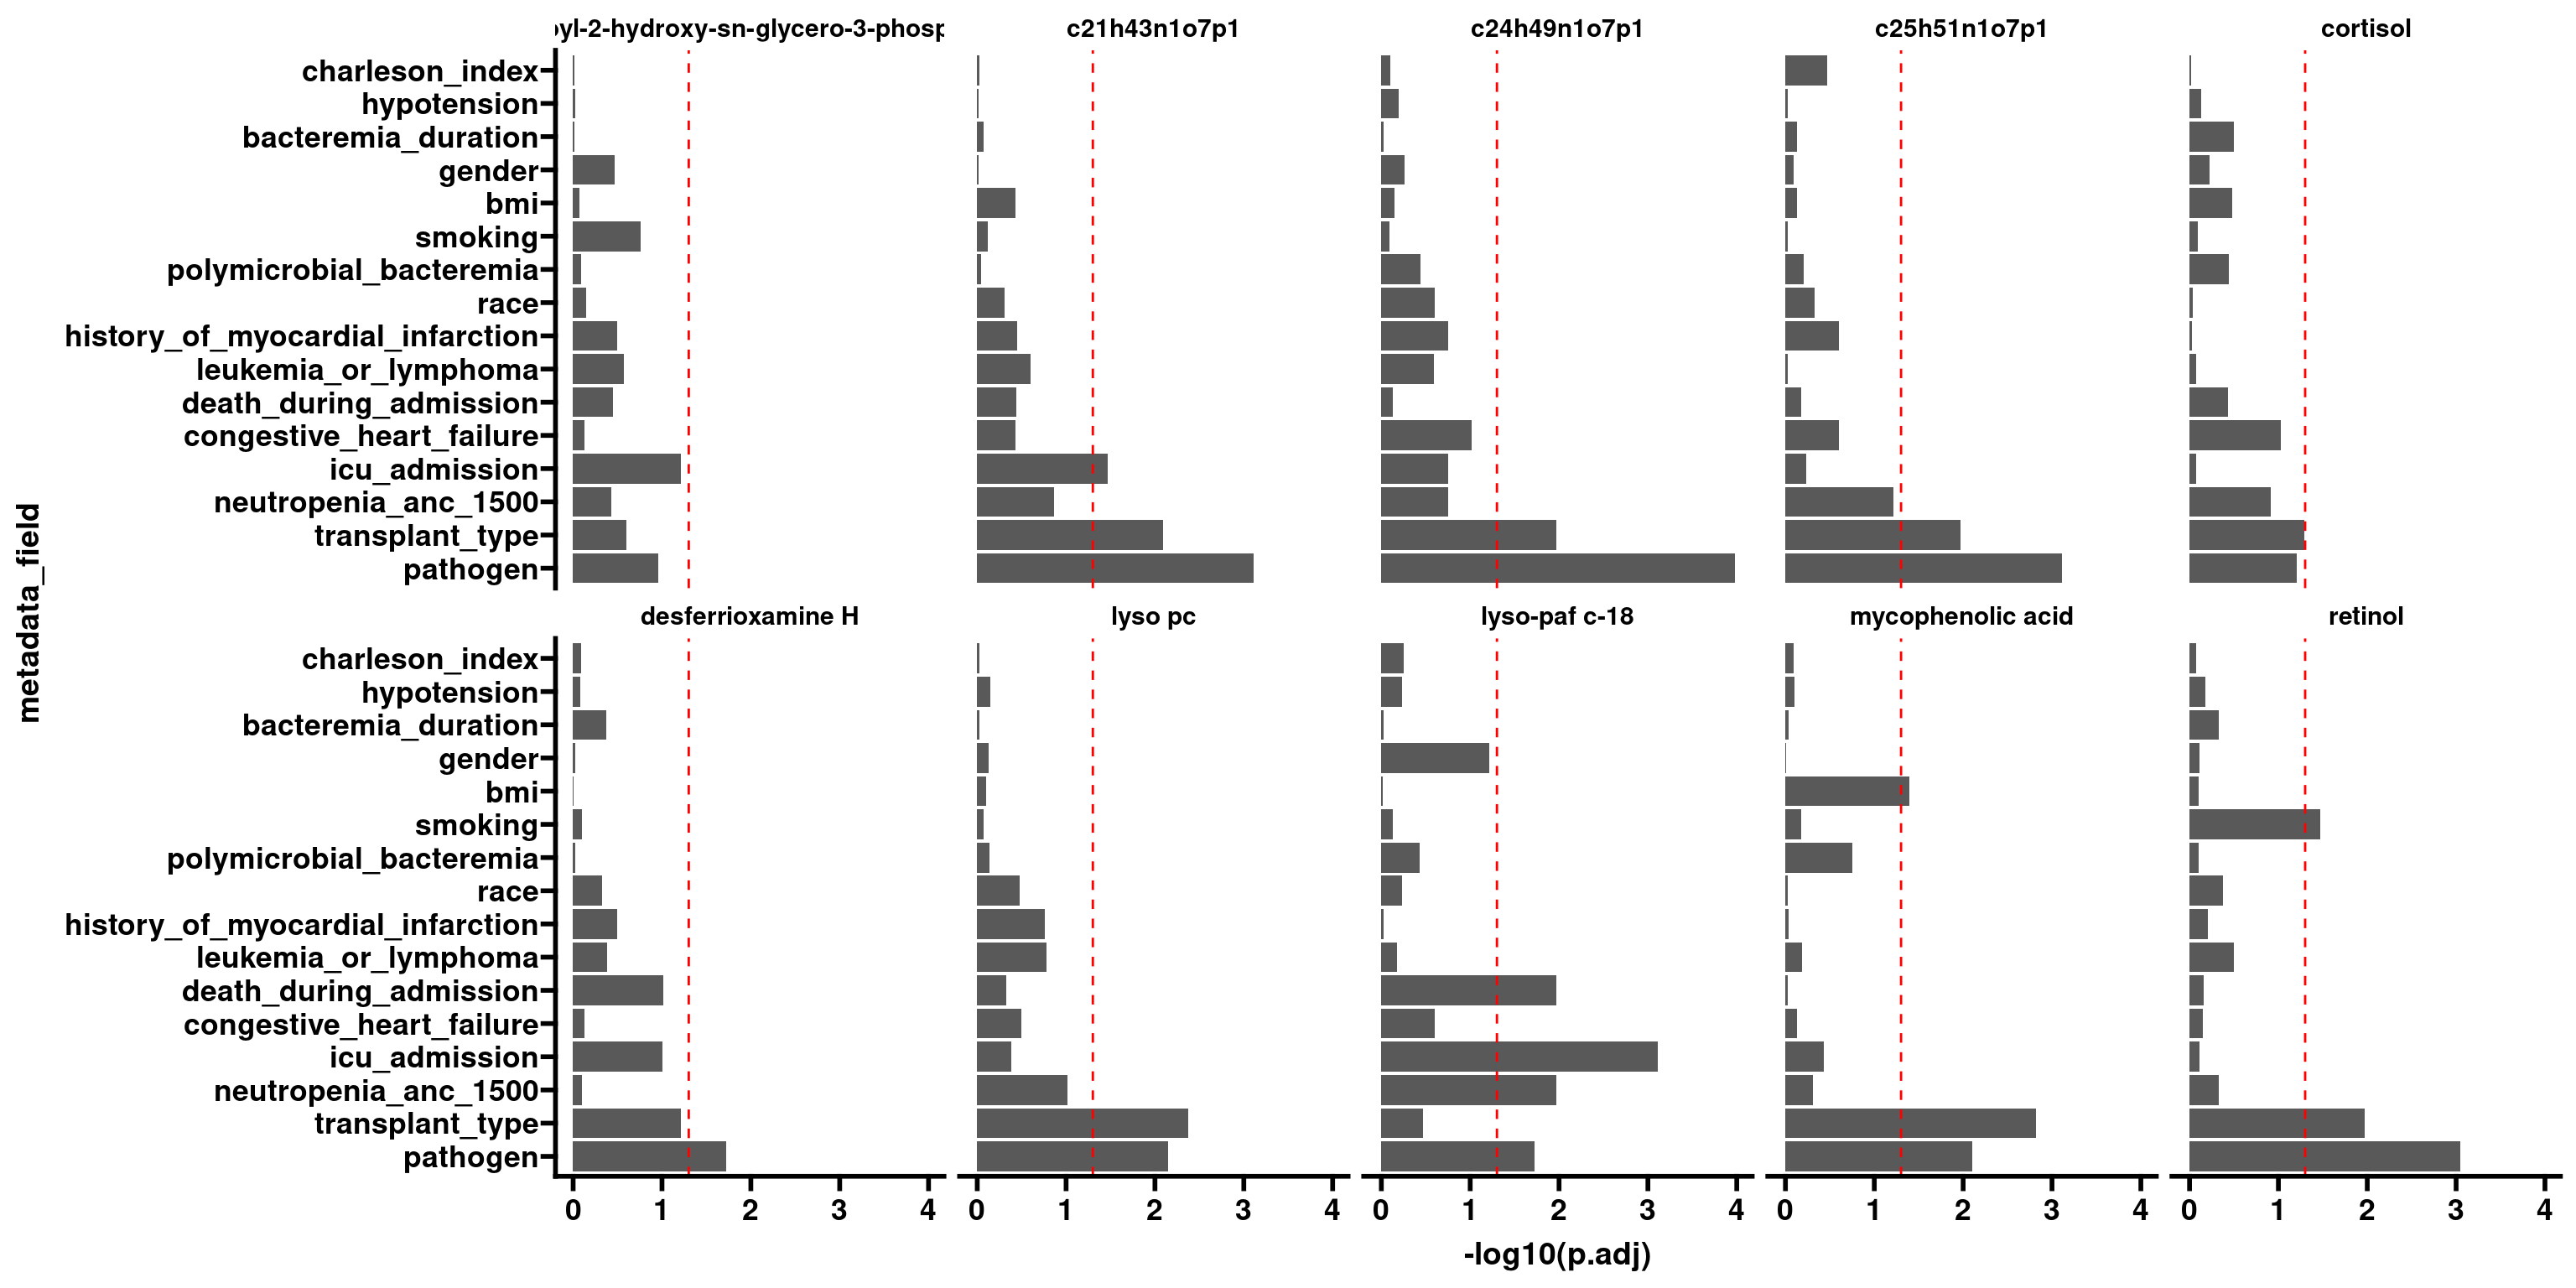 oyl-2-hydroxy-sn-glycero-3-phosp
c21h43n1o7p1
c24h49n1o7p1
c25h51n1o7p1
cortisol
charleson_index
hypotension
bacteremia_duration
gender
bmi
smoking
polymicrobial_bacteremia
race
history_of_myocardial_infarction
leukemia_or_lymphoma
death_during_admission
congestive_heart_failure
icu_admission
neutropenia_anc_1500
transplant_type
pathogen
metadata_field
desferrioxamine H
lyso pc
lyso-paf c-18
mycophenolic acid
retinol
charleson_index
hypotension
bacteremia_duration
gender
bmi
smoking
polymicrobial_bacteremia
race
history_of_myocardial_infarction
leukemia_or_lymphoma
death_during_admission
congestive_heart_failure
icu_admission
neutropenia_anc_1500
transplant_type
pathogen
0 1 2 3 4 0 1 2 3 4 0 1 2 3 4 0 1 2 3 4 0 1 2 3 4
-log10(p.adj)